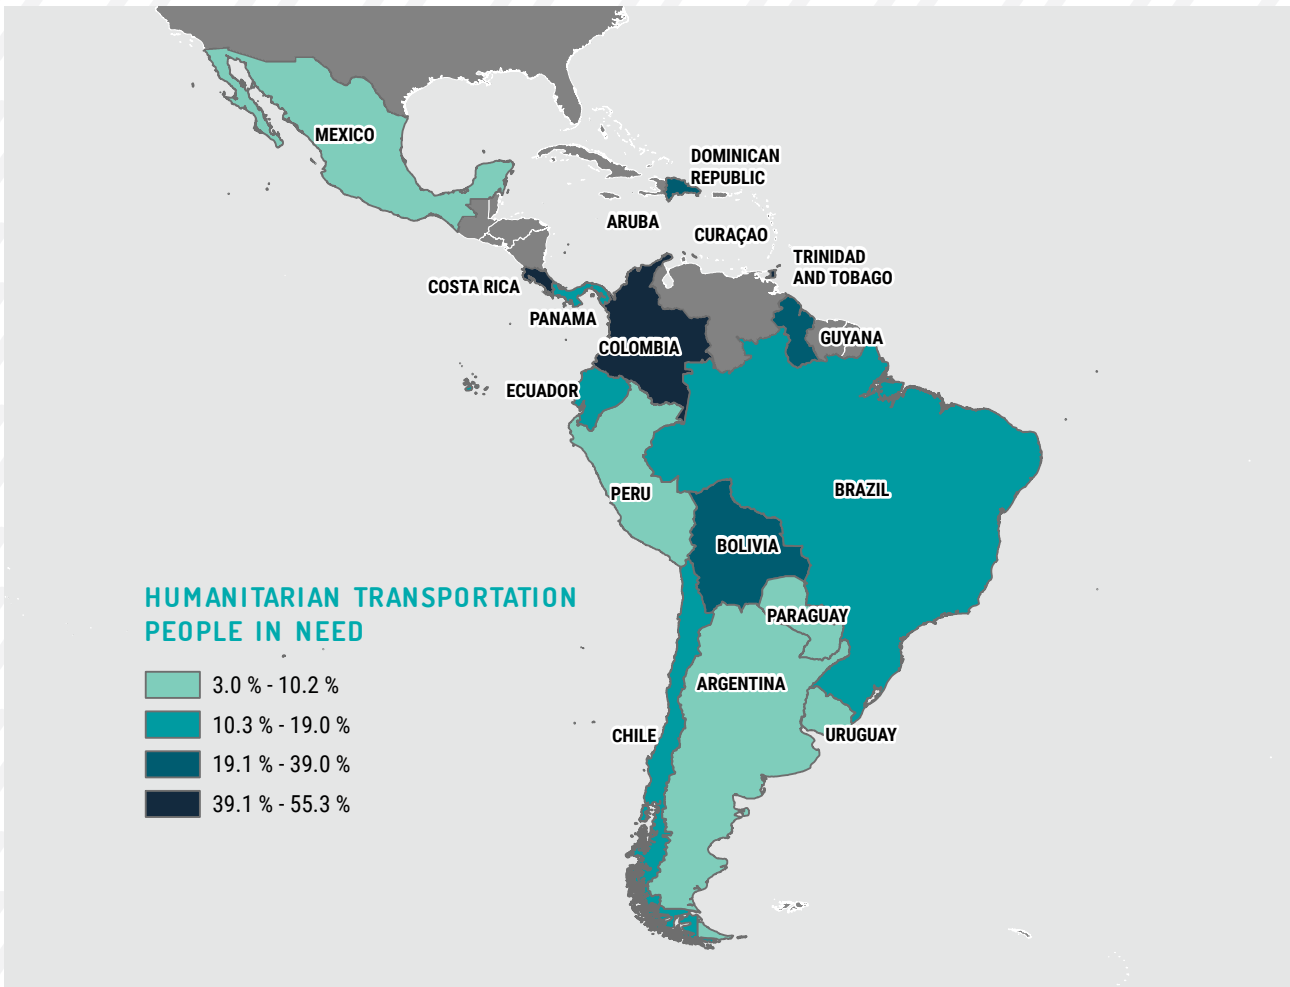 MEXICO
DOMINICAN
REPUBLIC
ARUBA
CURAÇAO
TRINIDAD
AND TOBAGO
COSTA RICA
PANAMA
GUYANA
COLOMBIA
ECUADOR
PERU
BRAZIL
BOLIVIA
HUMANITARIAN TRANSPORTATION
PEOPLE IN NEED
3.0 % - 10.2 %
10.3 % - 19.0 %
19.1 % - 39.0 %
39.1 % - 55.3 %
PARAGUAY
ARGENTINA
CHILE
URUGUAY